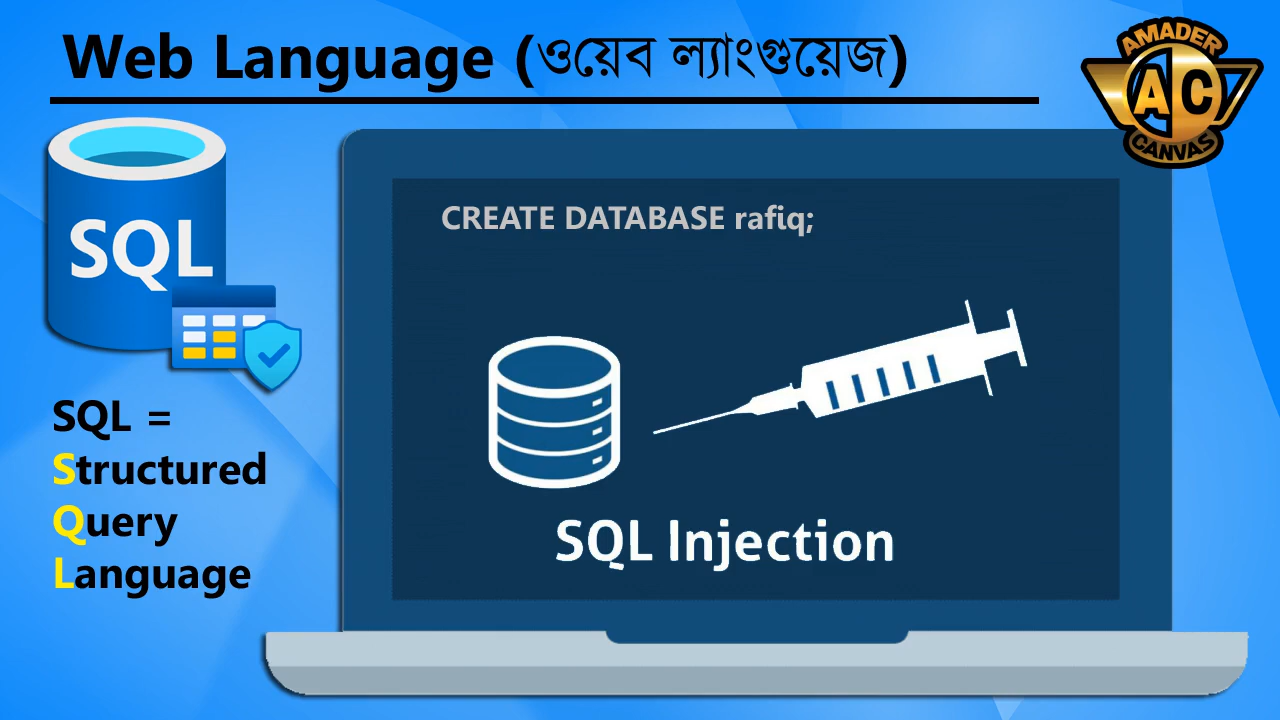 Web Language (ওয়েব ল্যাংগুয়েজ)
AMADER
AC
CANVAS
SQL
CREATE DATABASE rafiq;
SQL =
Structured
Query
Language
SQL Injection